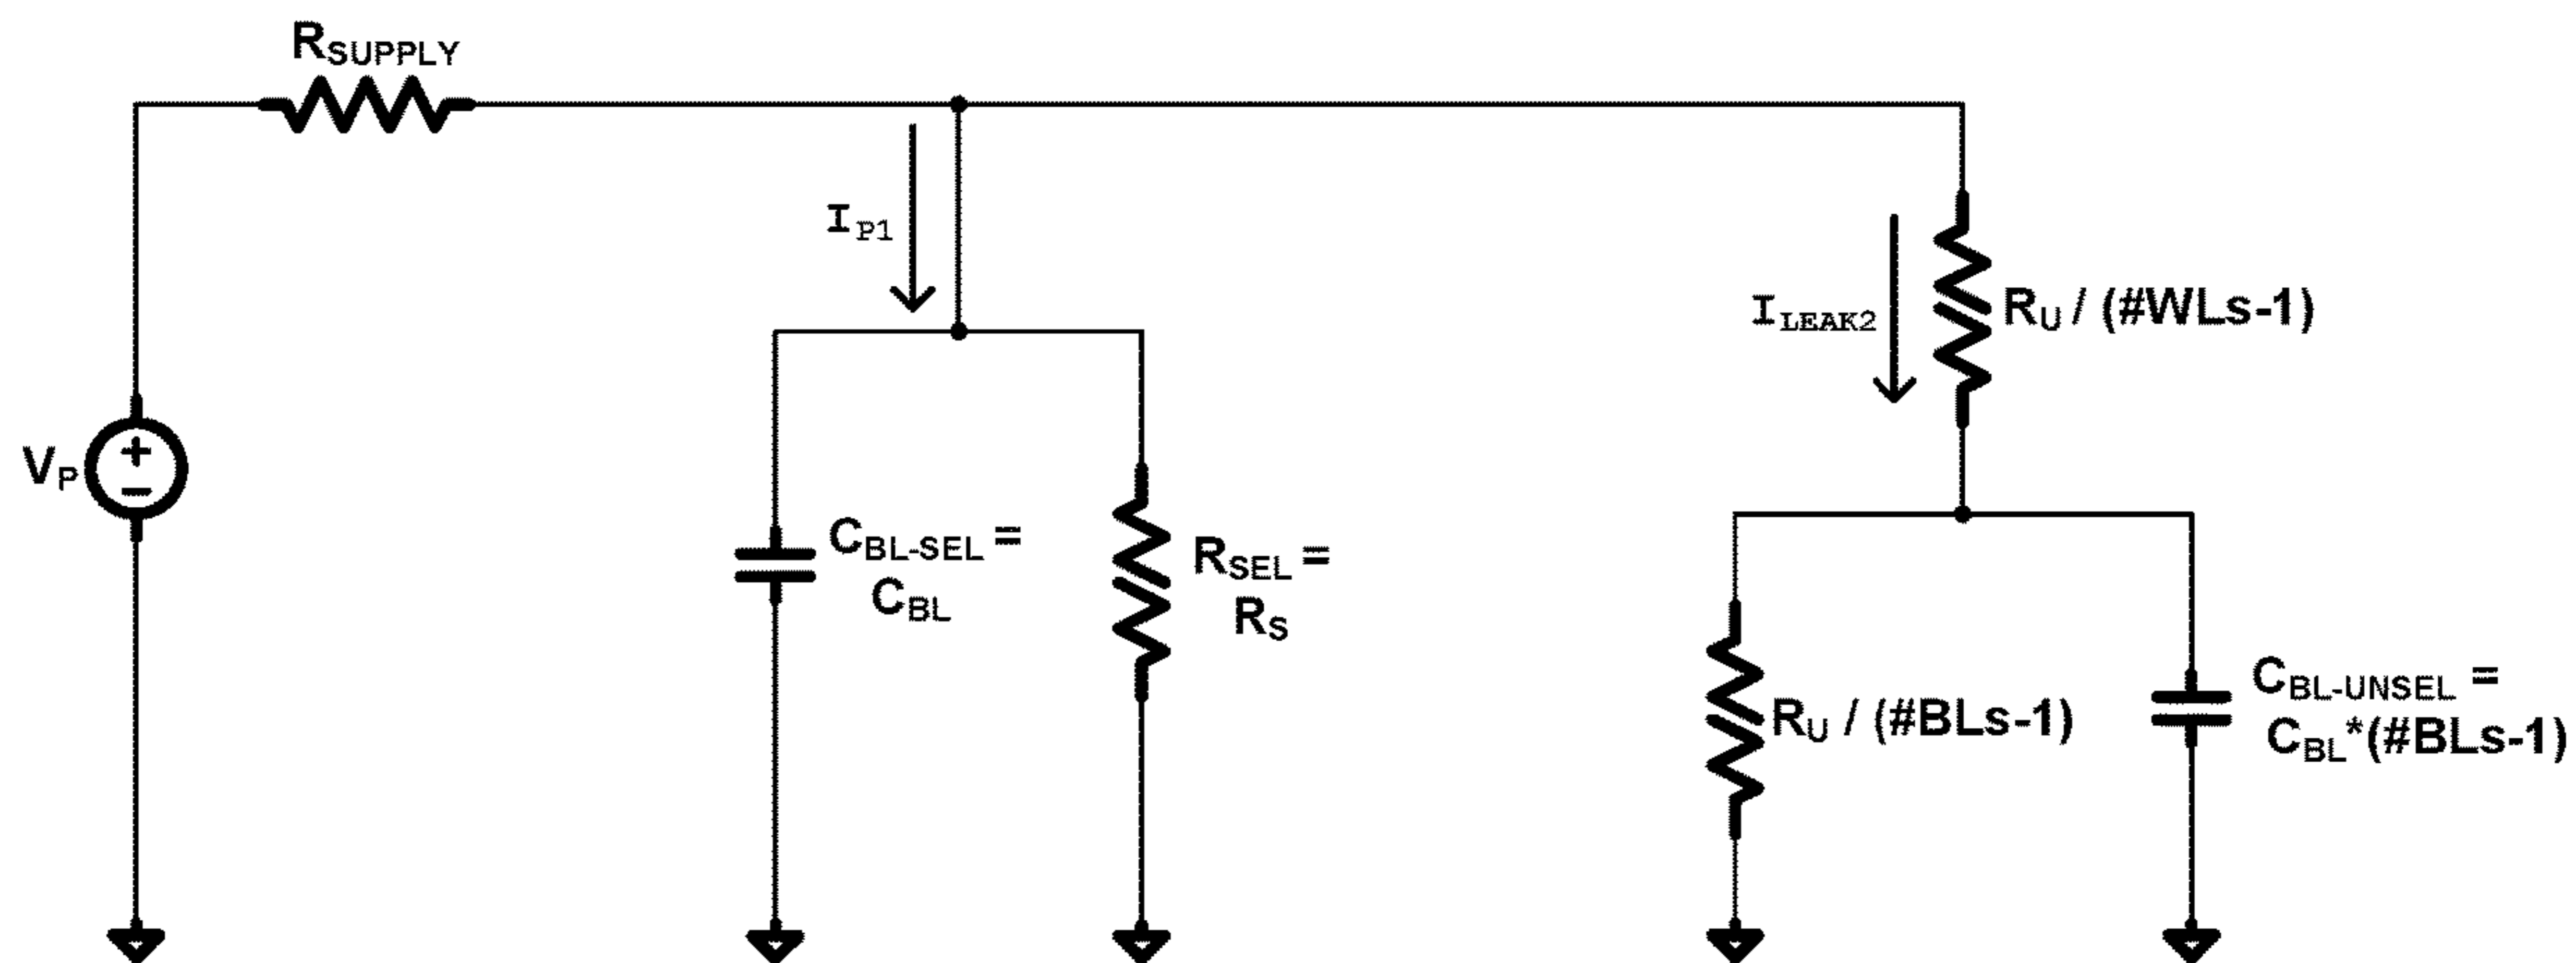 RSUPPLY
IP1
ILEAK2
RU / (#WLs-1)
VP
+
−
CBL-SEL =
CBL
RSEL =
RS
RU / (#BLs-1)
CBL-UNSEL =
CBL*(#BLs-1)